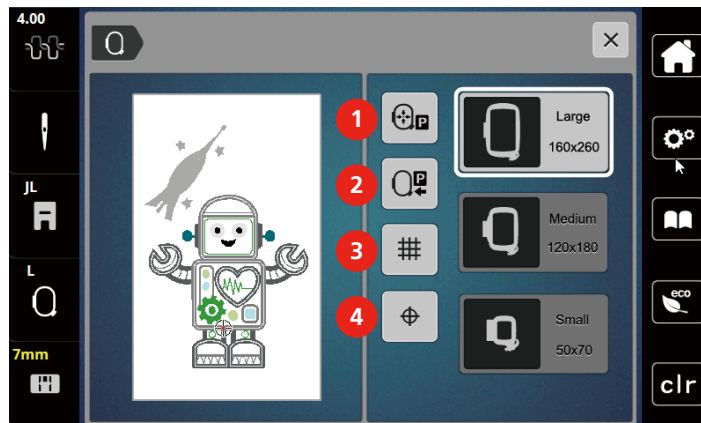 4.00
JL
L
7mm
1
P
2
P
3
4
Large
160x260
Medium
120x180
Small
50x70
eco
clr